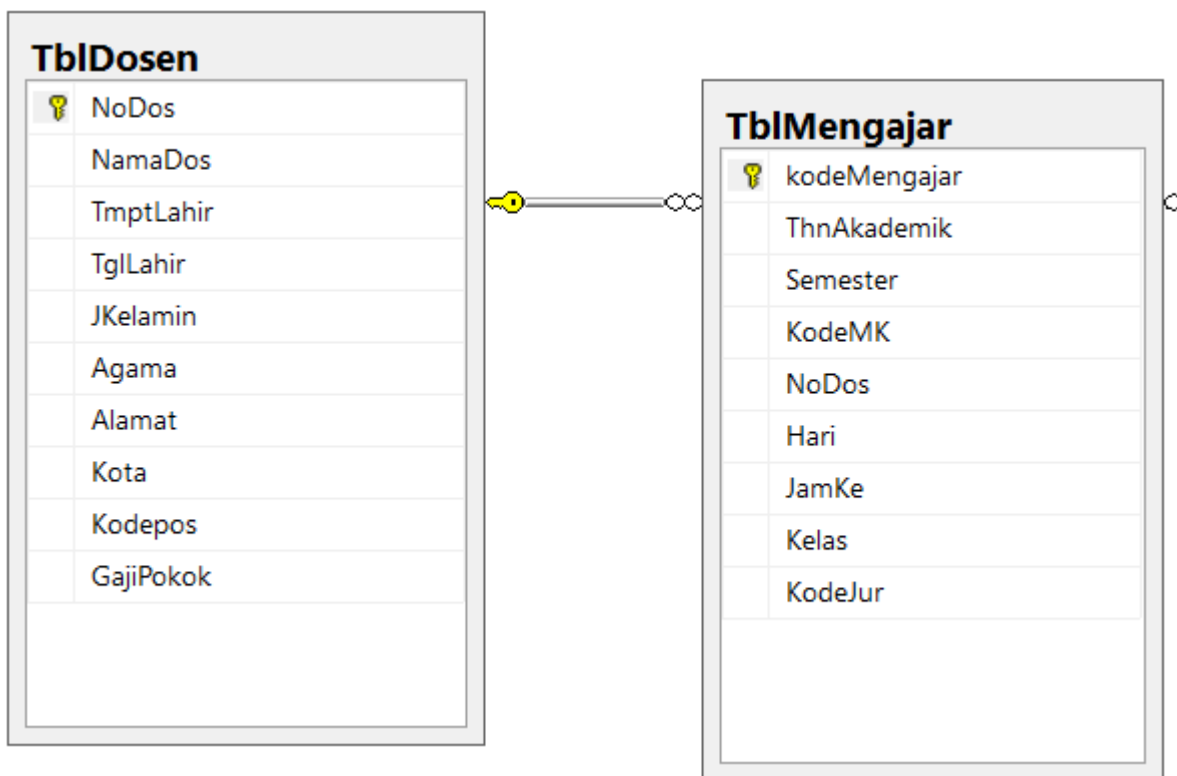 TblDosen
NoDos
NamaDos
TmptLahir
TglLahir
JKelamin
Agama
Alamat
Kota
Kodepos
GajiPokok
TblMengajar
kodeMengajar
ThnAkademik
Semester
KodeMK
NoDos
Hari
JamKe
Kelas
KodeJur